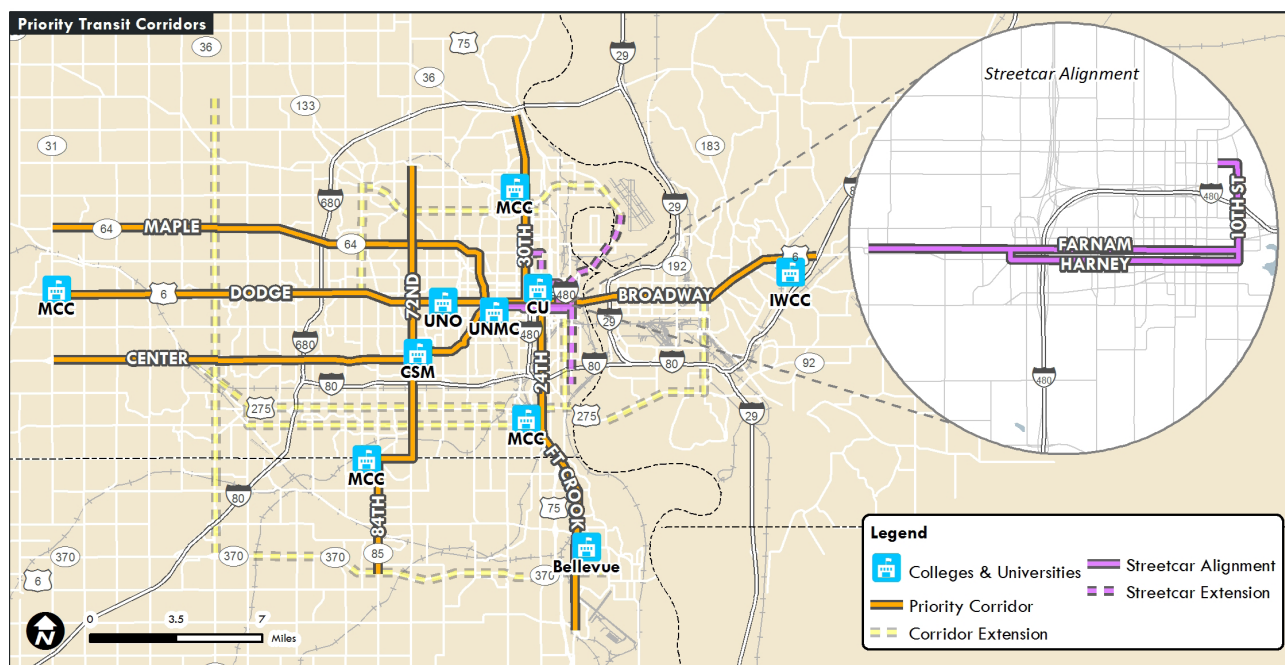 Priority Transit Corridors
36
75
29
36
133
31
183
680
MCC
MAPLE
64
64
30TH
29
192
6
IWCC
MCC
6
DODGE
72ND
UNO
UNMC
CU
480
BROADWAY
29
480
680
CENTER
CSM
80
24TH
80
80
92
275
MCC
275
29
MCC
FT CROOK
80
75
84TH
370
370
85
370
6
Bellevue
N
0 3.5 7
Miles
Streetcar Alignment
480
10TH ST
FARNAM
HARNEY
480
Legend
Colleges & Universities
Priority Corridor
Corridor Extension
Streetcar Alignment
Streetcar Extension